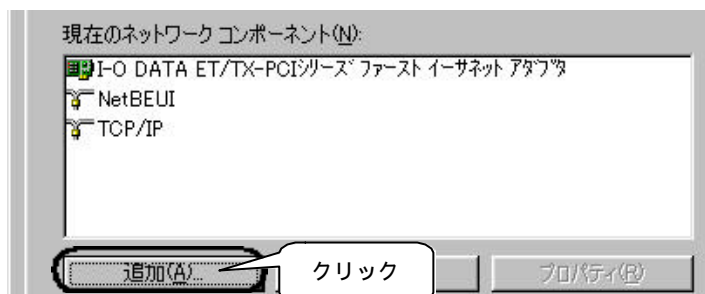 現在のネットワーク コンポーネント(N):
I-O DATA ET/TX-PCIｼﾘｰｽﾞ ﾌｧｰｽﾄ ｲｰｻﾈｯﾄ ｱﾀﾞﾌﾟﾀ
NetBEUI
TCP/IP
追加(A)...
クリック
プロパティ(R)